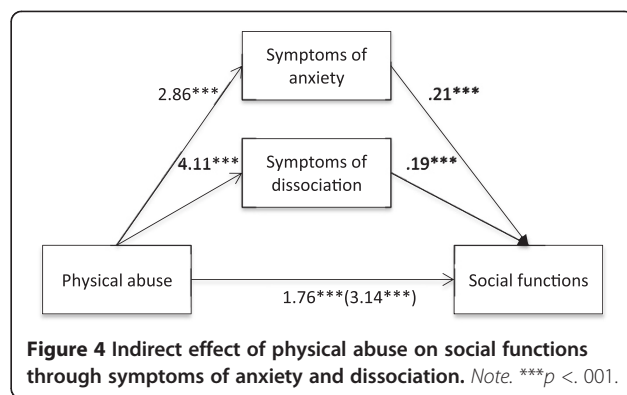 Symptoms of
anxiety
2.86***
.21***
4.11***
Symptoms of
dissociation
.19***
Physical abuse
Social functions
1.76***(3.14***)
Figure 4 Indirect effect of physical abuse on social functions
through symptoms of anxiety and dissociation. Note. ***p <. 001.